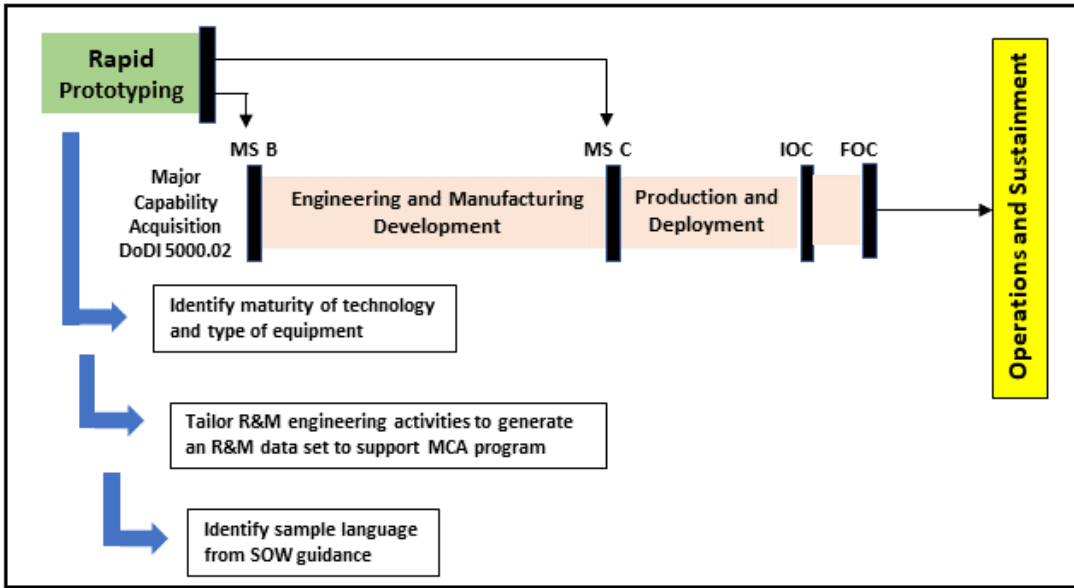 Rapid
Prototyping
MS B
MS C
IOC
FOC
Major
Capability
Acquisition
DoDI 5000.02
Engineering and Manufacturing
Development
Production and
Deployment
Operations and Sustainment
Identify maturity of technology
and type of equipment
Tailor R&M engineering activities to generate
an R&M data set to support MCA program
Identify sample language
from SOW guidance